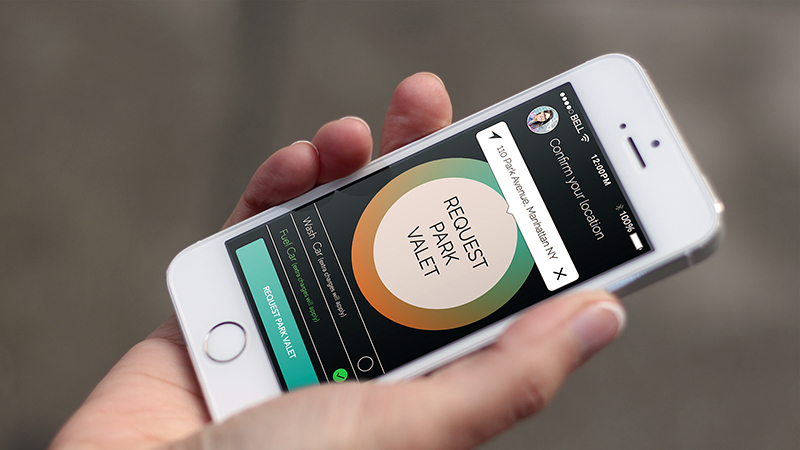 BELL
12:00PM
100%
Confirm your location
110 Park Avenue, Manhattan NY
REQUEST
PARK
VALET
Wash Car (extra charges will apply)
Fuel Car (extra charges will apply)
REQUEST PARK VALET